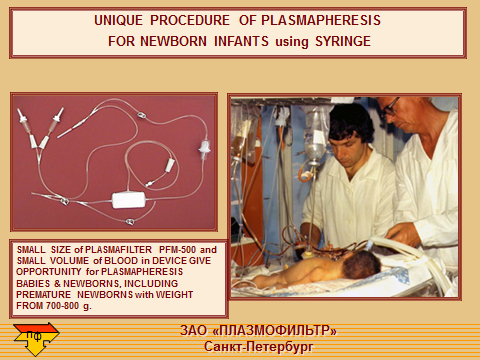 UNIQUE PROCEDURE OF PLASMAPHERESIS
FOR NEWBORN INFANTS using SYRINGE
SMALL SIZE of PLASMAFILTER PFM-500 and
SMALL VOLUME of BLOOD in DEVICE GIVE
OPPORTUNITY for PLASMAPHERESIS
BABIES & NEWBORNS, INCLUDING
PREMATURE NEWBORNS with WEIGHT
FROM 700-800 g.
ПФ
ЗАО «ПЛАЗМОФИЛЬТР»
Санкт-Петербург